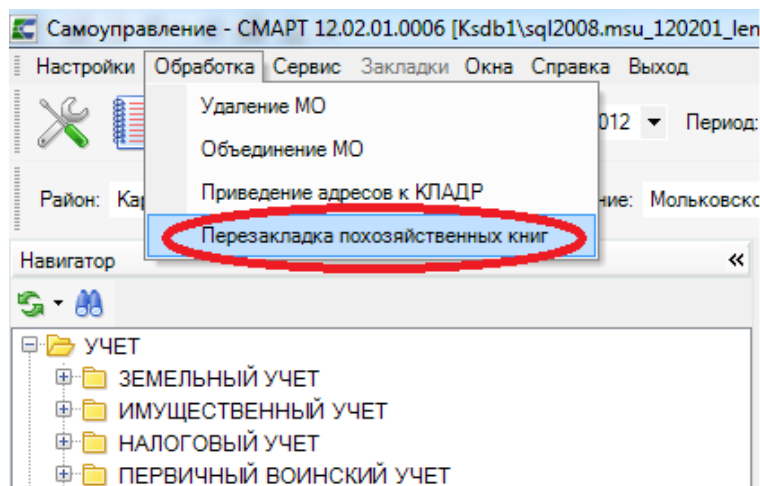 Самоуправление - СМАРТ 12.02.01.0006 [Ksdb1\sql2008.msu_120201_len
Настройки Обработка Сервис Закладки Окна Справка Выход
Удаление МО
012 Период:
Объединение МО
Приведение адресов к КЛАДР
Район: Кар ние: Мольковско
Перезакладка похозяйственных книг
Навигатор
УЧЕТ
ЗЕМЕЛЬНЫЙ УЧЕТ
ИМУЩЕСТВЕННЫЙ УЧЕТ
НАЛОГОВЫЙ УЧЕТ
ПЕРВИЧНЫЙ ВОИНСКИЙ УЧЕТ